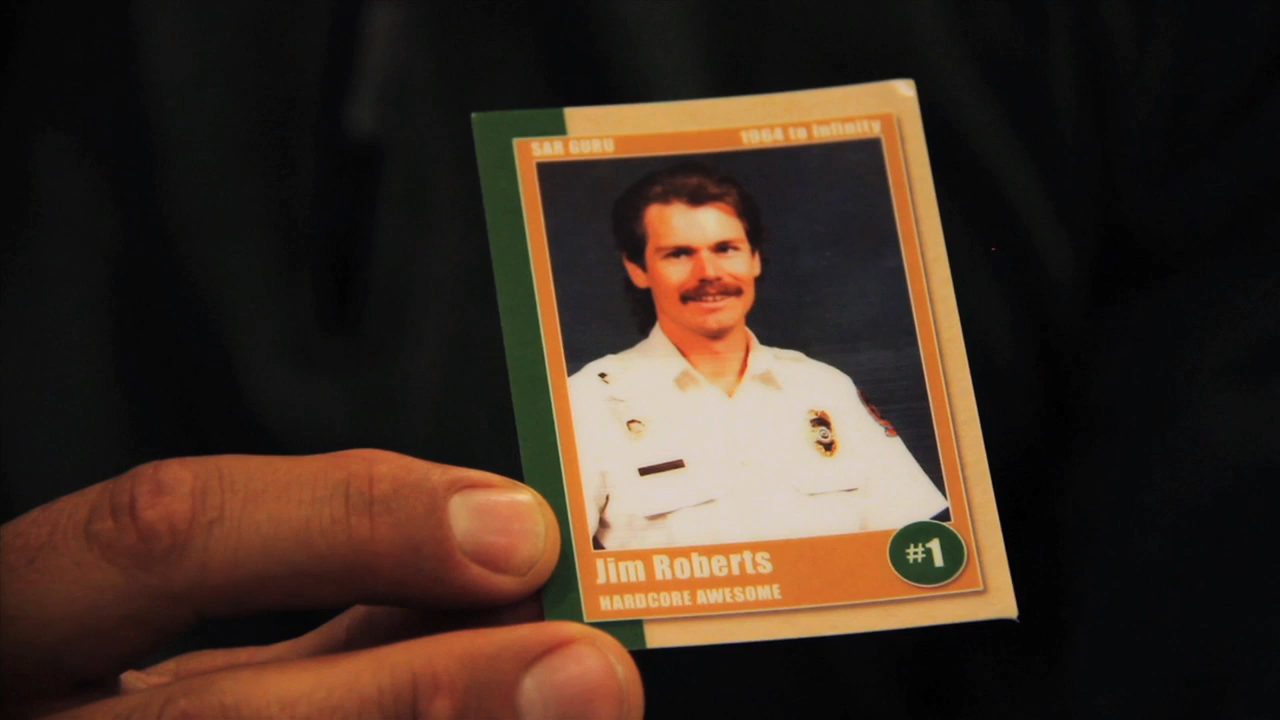 SAR GURU
1964 to Infinity
Jim Roberts
HARDCORE AWESOME
#1